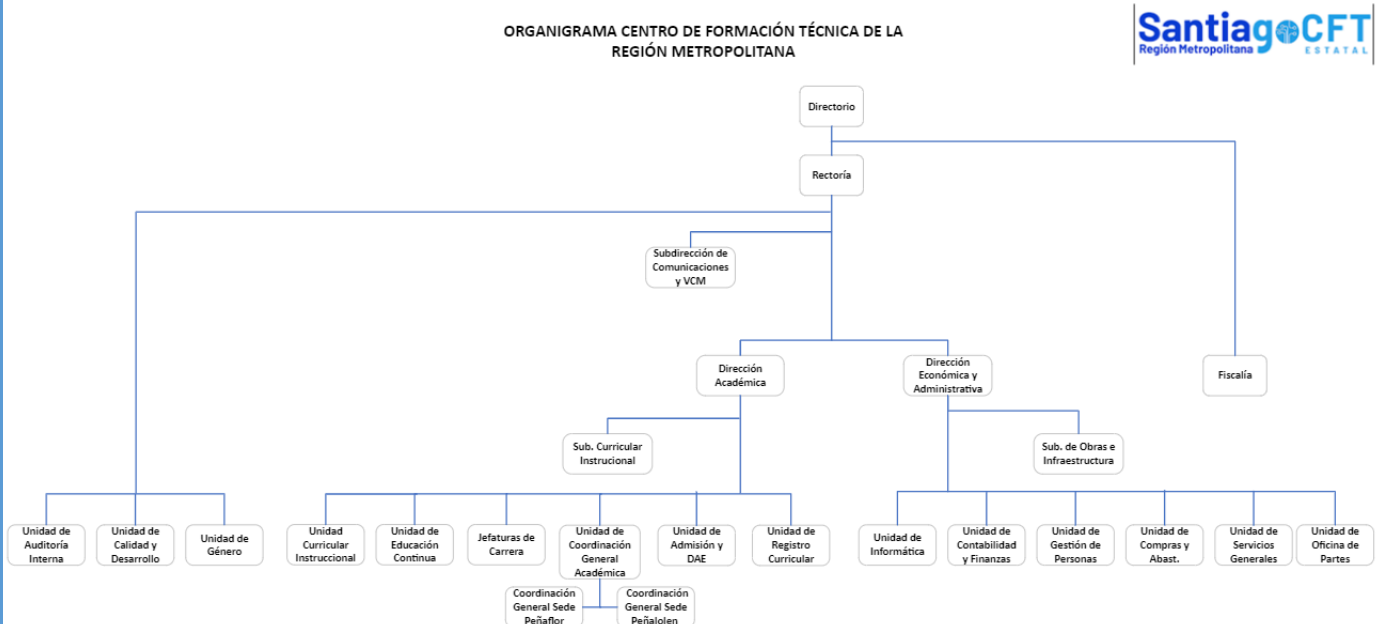 ORGANIGRAMA CENTRO DE FORMACIÓN TÉCNICA DE LA
REGIÓN METROPOLITANA
SantiagoCFT
Región Metropolitana
ESTATAL
Directorio
Rectoría
Subdirección de
Comunicaciones
y VCM
Dirección
Académica
Dirección
Económica y
Administrativa
Fiscalía
Sub. Curricular
Instrucional
Sub. de Obras e
Infraestructura
Unidad de
Auditoría
Interna
Unidad de
Calidad y
Desarrollo
Unidad de
Género
Unidad
Curricular
Instruccional
Unidad de
Educación
Continua
Jefaturas de
Carrera
Unidad de
Coordinación
General
Académica
Unidad de
Admisión y
DAE
Unidad de
Registro
Curricular
Unidad de
Informática
Unidad de
Contabilidad
y Finanzas
Unidad de
Gestión de
Personas
Unidad de
Compras y
Abast.
Unidad de
Servicios
Generales
Unidad de
Oficina de
Partes
Coordinación
General Sede
Peñaflor
Coordinación
General Sede
Peñalolen